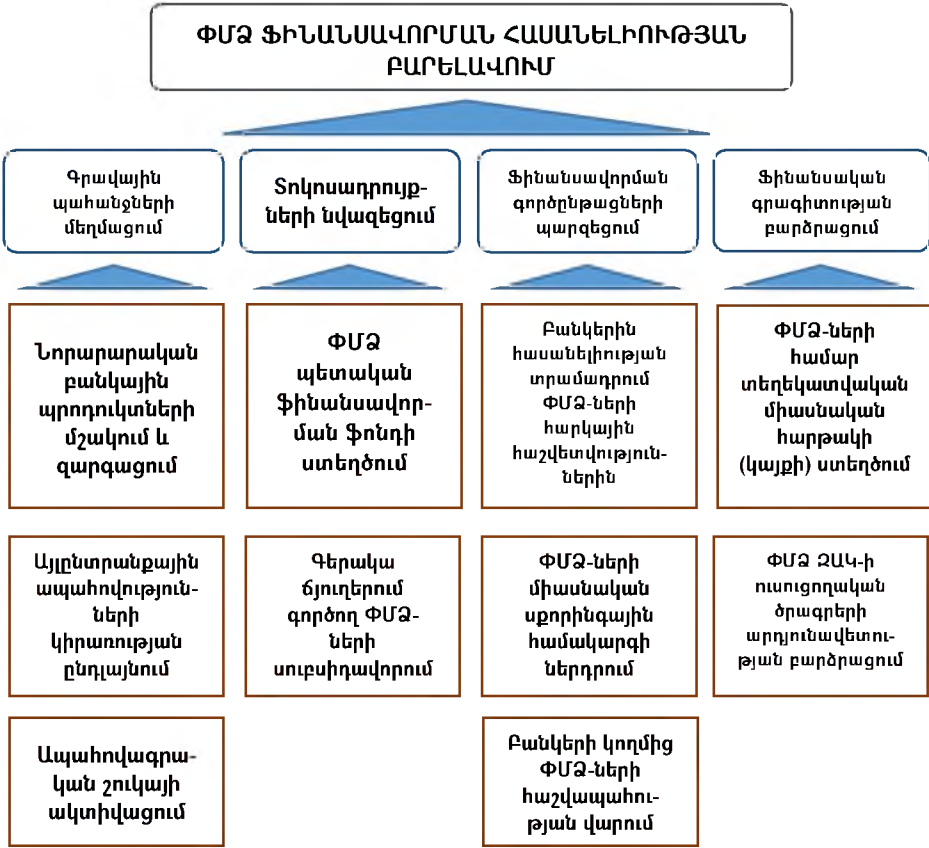 ՓՄՁ ՖԻՆԱՆՍԱՎՈՐՄԱՆ ՀԱՍԱՆԵԼԻՈՒԹՅԱՆ
ԲԱՐԵԼԱՎՈՒՄ
Գրավային
պահանջների
մեղմացում
Տոկոսադրույք-
ների նվազեցում
Ֆինանսավորման
գործընթացների
պարզեցում
Ֆինանսական
գրագիտության
բարձրացում
Նորարարական
բանկային
պրոդուկտների
մշակում և
զարգացում
ՓՄՁ
պետական
ֆինանսավոր-
ման ֆոնդի
ստեղծում
Բանկերին
հասանելիության
տրամադրում
ՓՄՁ-ների
հարկային
հաշվետվություն-
ներին
ՓՄՁ-ների
համար
տեղեկատվական
միասնական
հարթակի
(կայքի) ստեղծում
Այլընտրանքային
ապահովություն-
ների
կիրառության
ընդլայնում
Գերակա
ճյուղերում
գործող ՓՄՁ-
ների
սուբսիդավորում
ՓՄՁ-ների
միասնական
սքորինգային
համակարգի
ներդրում
ՓՄՁ ԶԱԿ-ի
ուսուցողական
ծրագրերի
արդյունավետու-
թյան բարձրացում
Ապահովագրա-
կան շուկայի
ակտիվացում
Բանկերի կողմից
ՓՄՁ-ների
հաշվապահու-
թյան վարում